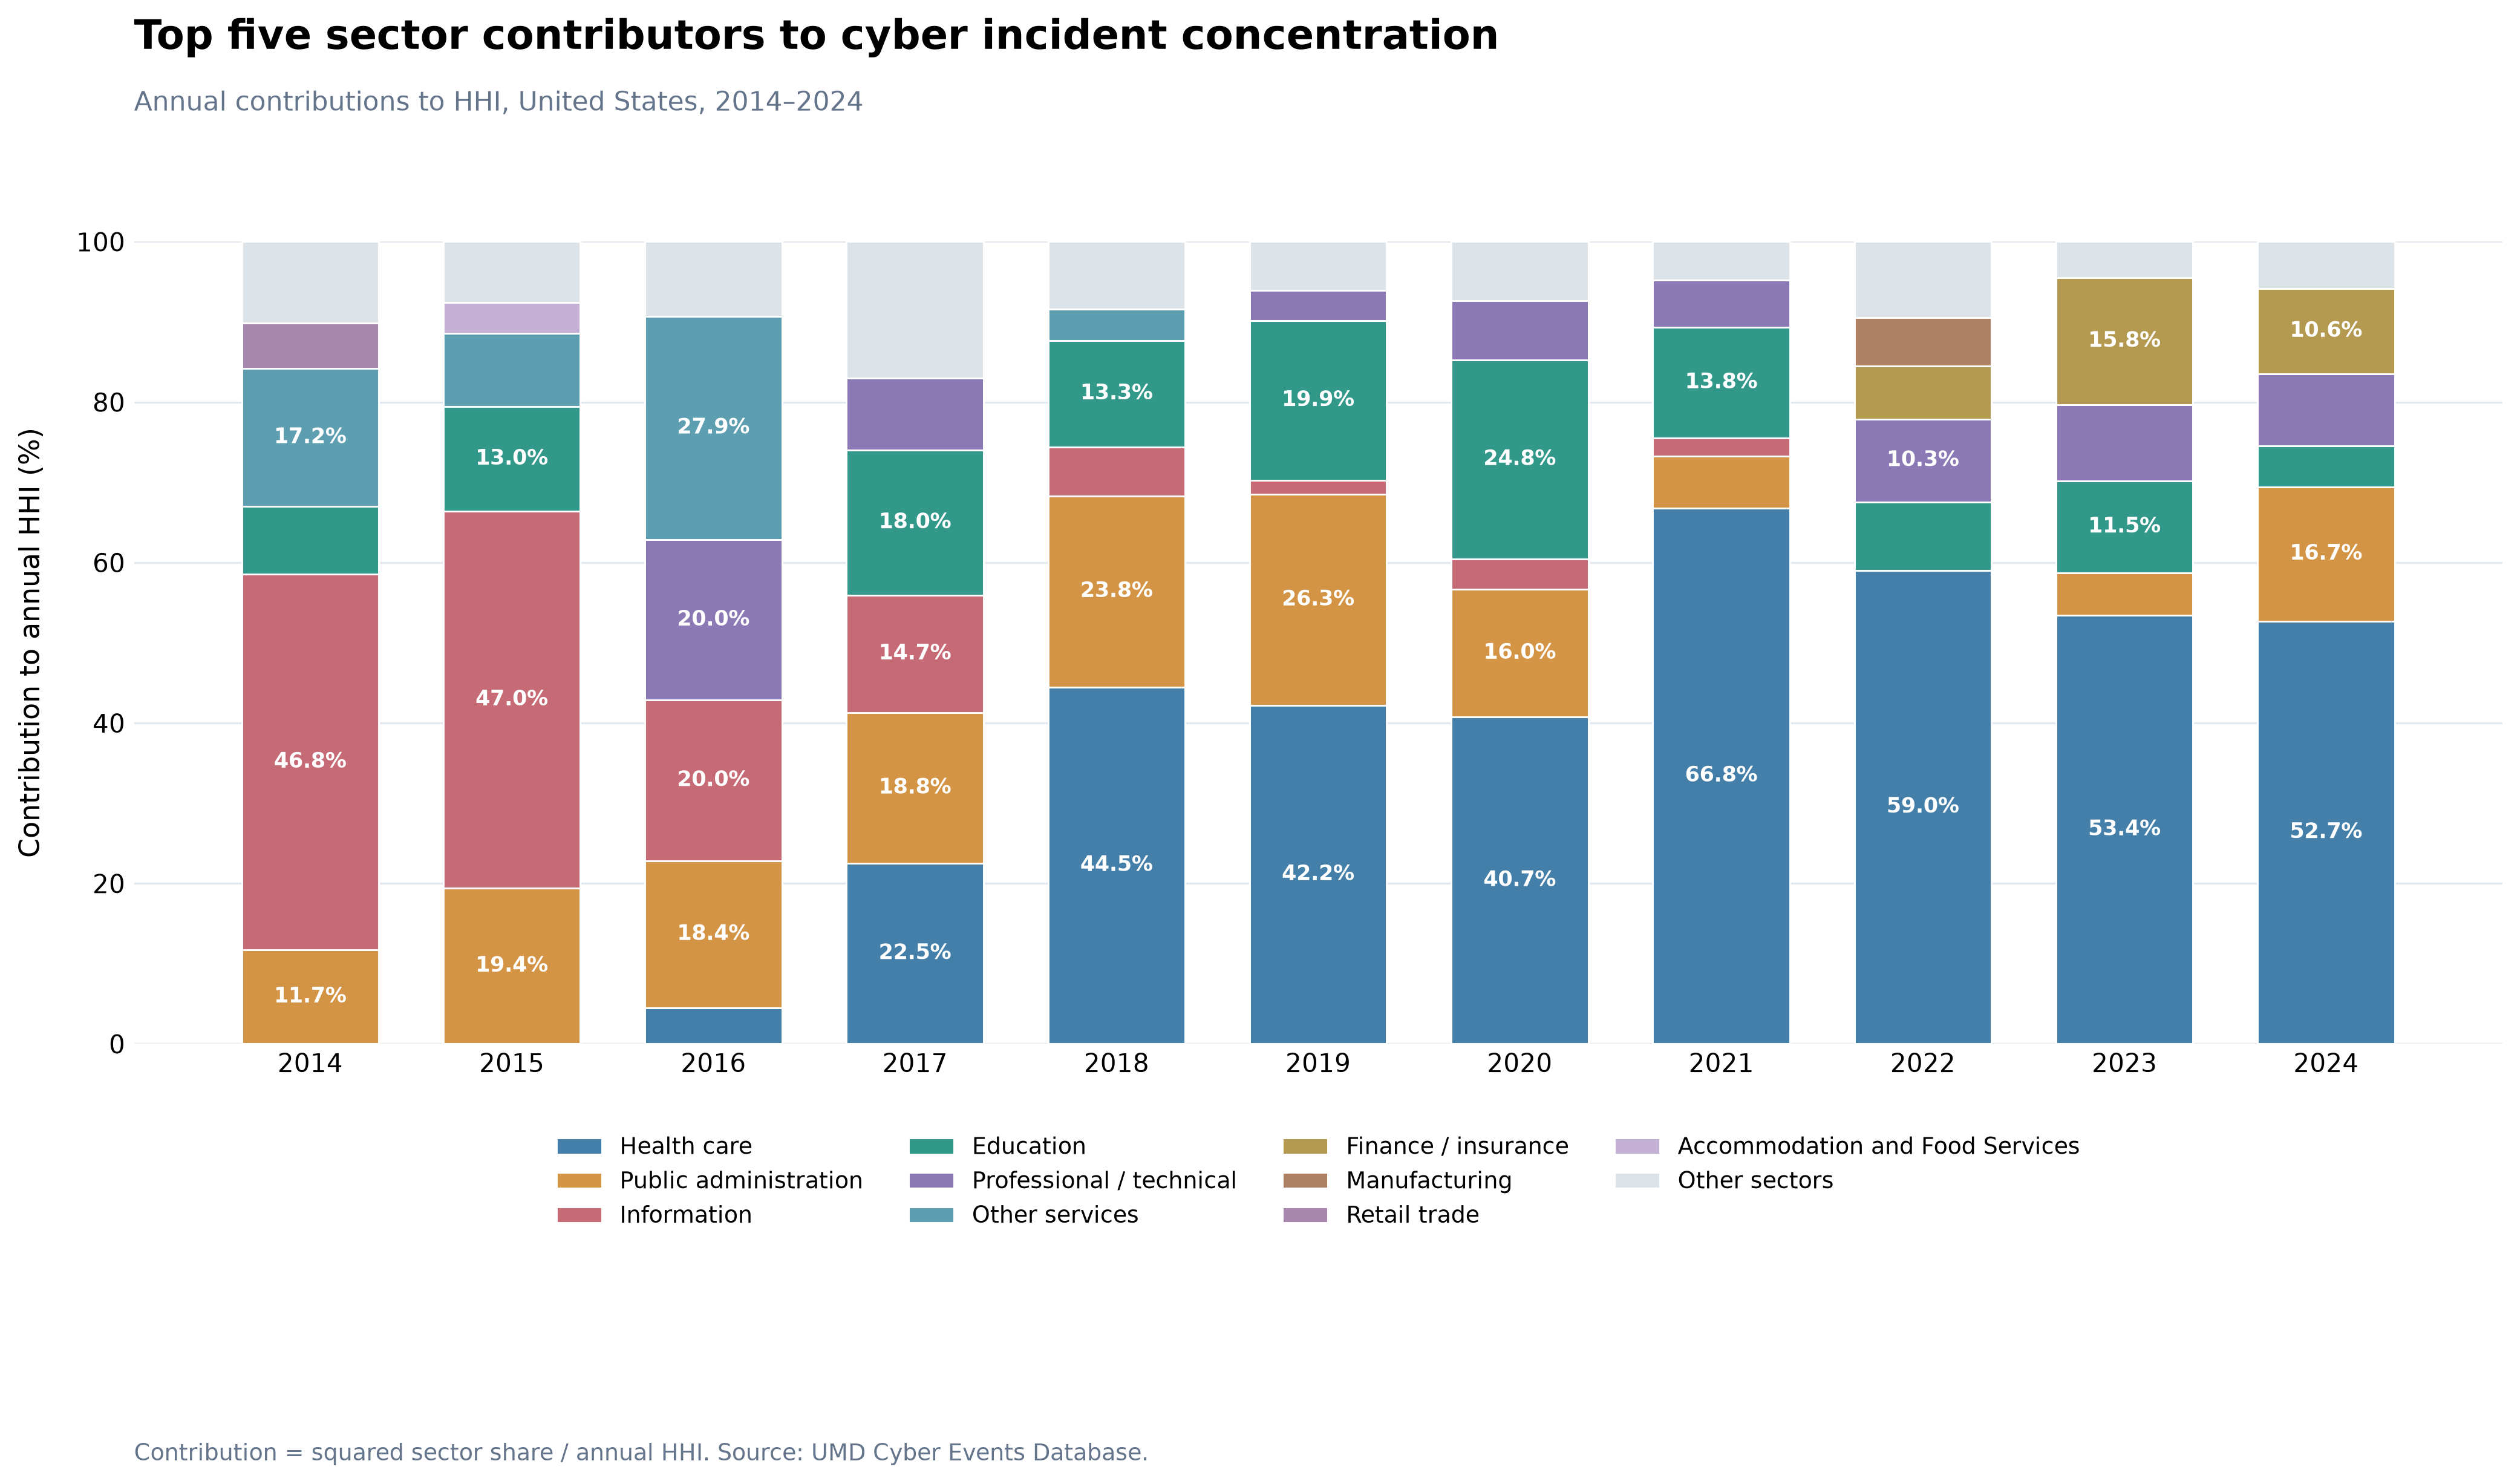 Top five sector contributors to cyber incident concentration
Annual contributions to HHI, United States, 2014–2024
Contribution to annual HHI (%)
100
80
60
40
20
0
11.7%
46.8%
17.2%
19.4%
47.0%
13.0%
18.4%
20.0%
20.0%
27.9%
22.5%
18.8%
14.7%
18.0%
44.5%
23.8%
13.3%
42.2%
26.3%
19.9%
40.7%
16.0%
24.8%
66.8%
13.8%
59.0%
10.3%
53.4%
11.5%
15.8%
52.7%
16.7%
10.6%
2014 2015 2016 2017 2018 2019 2020 2021 2022 2023 2024
Health care
Public administration
Information
Education
Professional / technical
Other services
Finance / insurance
Manufacturing
Retail trade
Accommodation and Food Services
Other sectors
Contribution = squared sector share / annual HHI. Source: UMD Cyber Events Database.